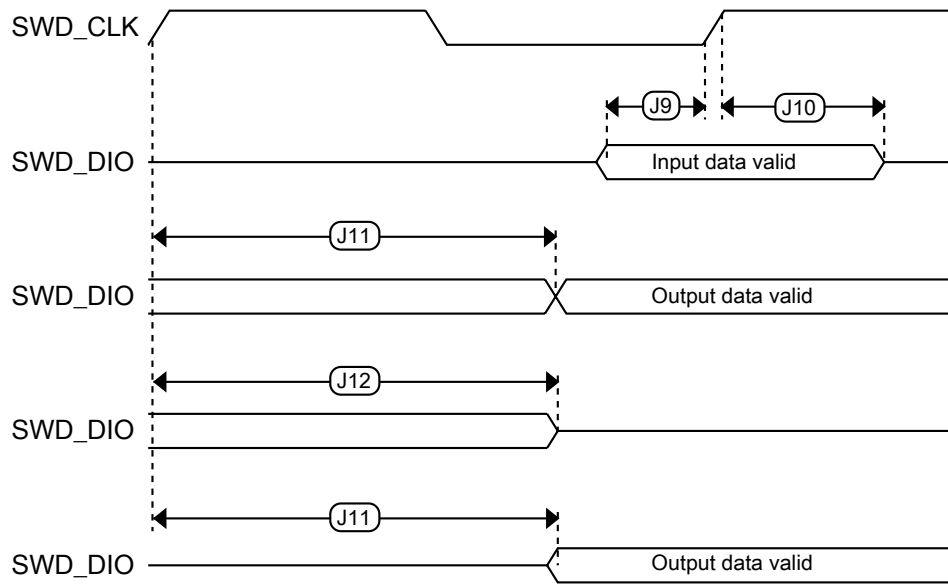 SWD_CLK
J9
J10
SWD_DIO
Input data valid
J11
SWD_DIO
Output data valid
J12
SWD_DIO
J11
SWD_DIO
Output data valid